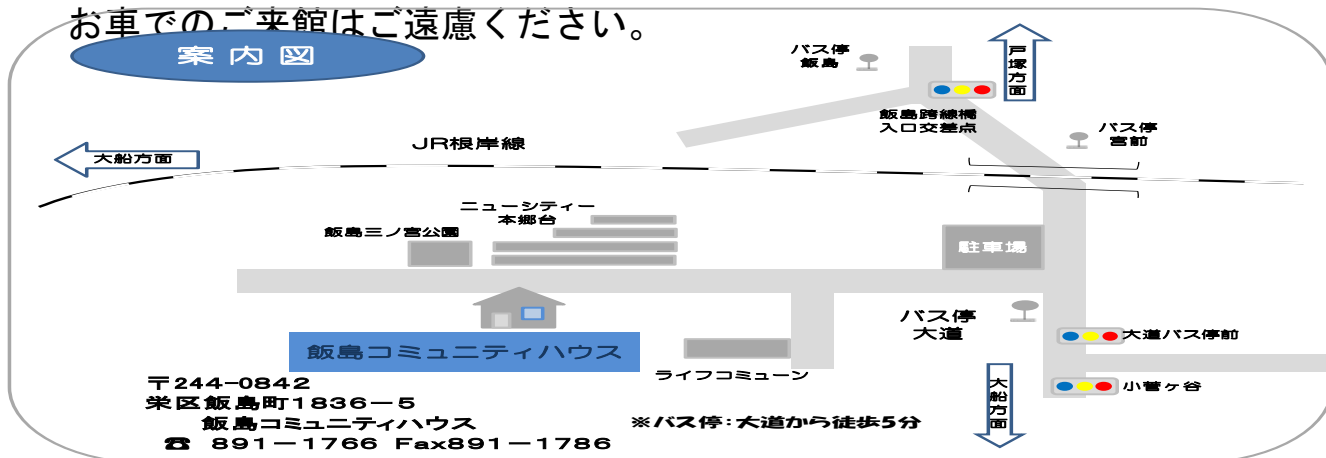 お車でのご来館はご遠慮ください。
案内図
バス停
飯島
戸塚方面
飯島跨線橋
入口交差点
バス停
宮前
JR根岸線
大船方面
ニューシティー
本郷台
飯島三ノ宮公園
駐車場
バス停
大道
大道バス停前
飯島コミュニティハウス
ライフコミューン
小菅ヶ谷
大船方面
〒244-0842
栄区飯島町1836-5
飯島コミュニティハウス
☎ 891-1766 Fax891-1786
※バス停:大道から徒歩5分